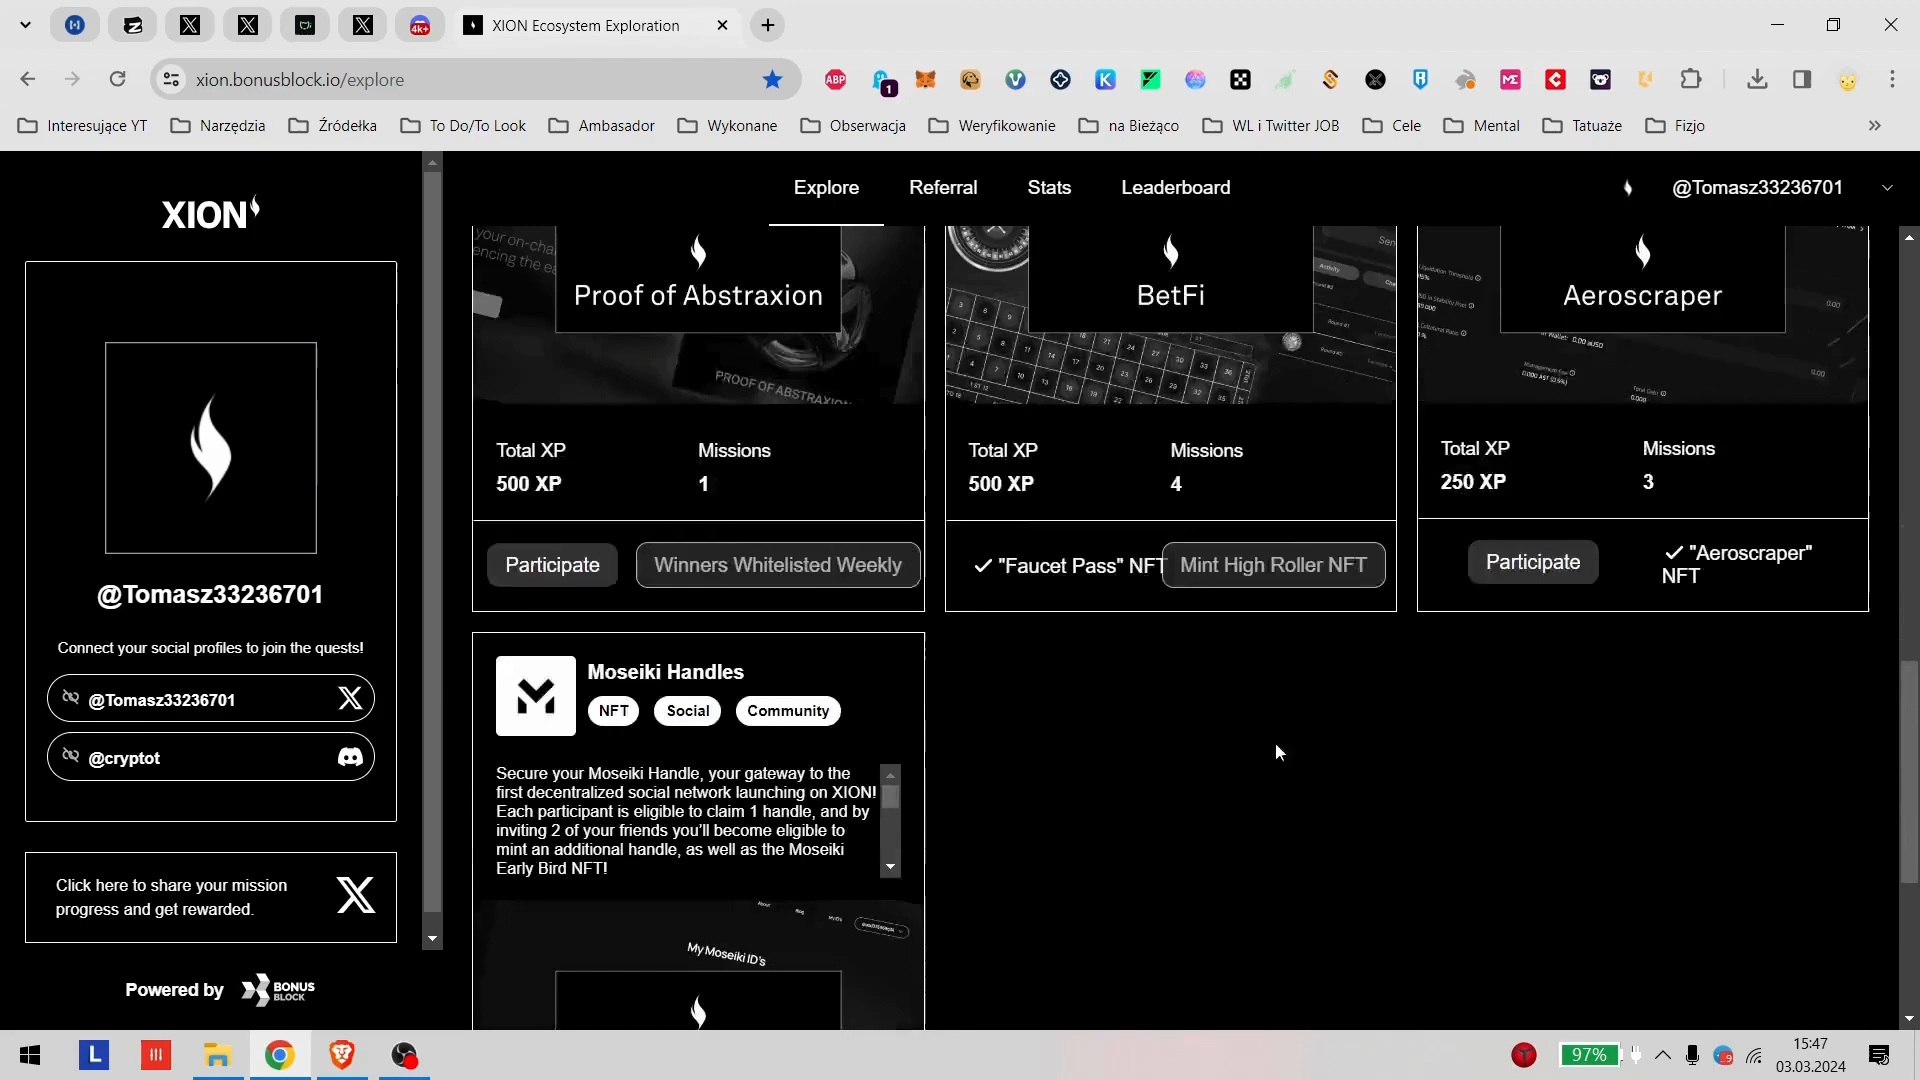 4k+
XION Ecosystem Exploration
xion.bonusblock.io/explore
ABP
1
Interesujące YT
Narzędzia
Źródełka
To Do/To Look
Ambasador
Wykonane
Obserwacja
Weryfikowanie
na Bieżąco
WL i Twitter JOB
Cele
Mental
Tatuaże
Fizjo
XION
Explore
Referral
Stats
Leaderboard
@Tomasz33236701
@Tomasz33236701
Connect your social profiles to join the quests!
@Tomasz33236701
@cryptot
Click here to share your mission
progress and get rewarded.
Powered by
BONUS
BLOCK
Proof of Abstraxion
PROOF OF ABSTRAXION
Total XP
Missions
500 XP
1
Participate
Winners Whitelisted Weekly
BetFi
Total XP
Missions
500 XP
4
"Faucet Pass" NFT
Mint High Roller NFT
Aeroscraper
Total XP
Missions
250 XP
3
Participate
"Aeroscraper"
NFT
Moseiki Handles
NFT
Social
Community
Secure your Moseiki Handle, your gateway to the
first decentralized social network launching on XION!
Each participant is eligible to claim 1 handle, and by
inviting 2 of your friends you'll become eligible to
mint an additional handle, as well as the Moseiki
Early Bird NFT!
My Moseiki ID's
97%
15:47
03.03.2024